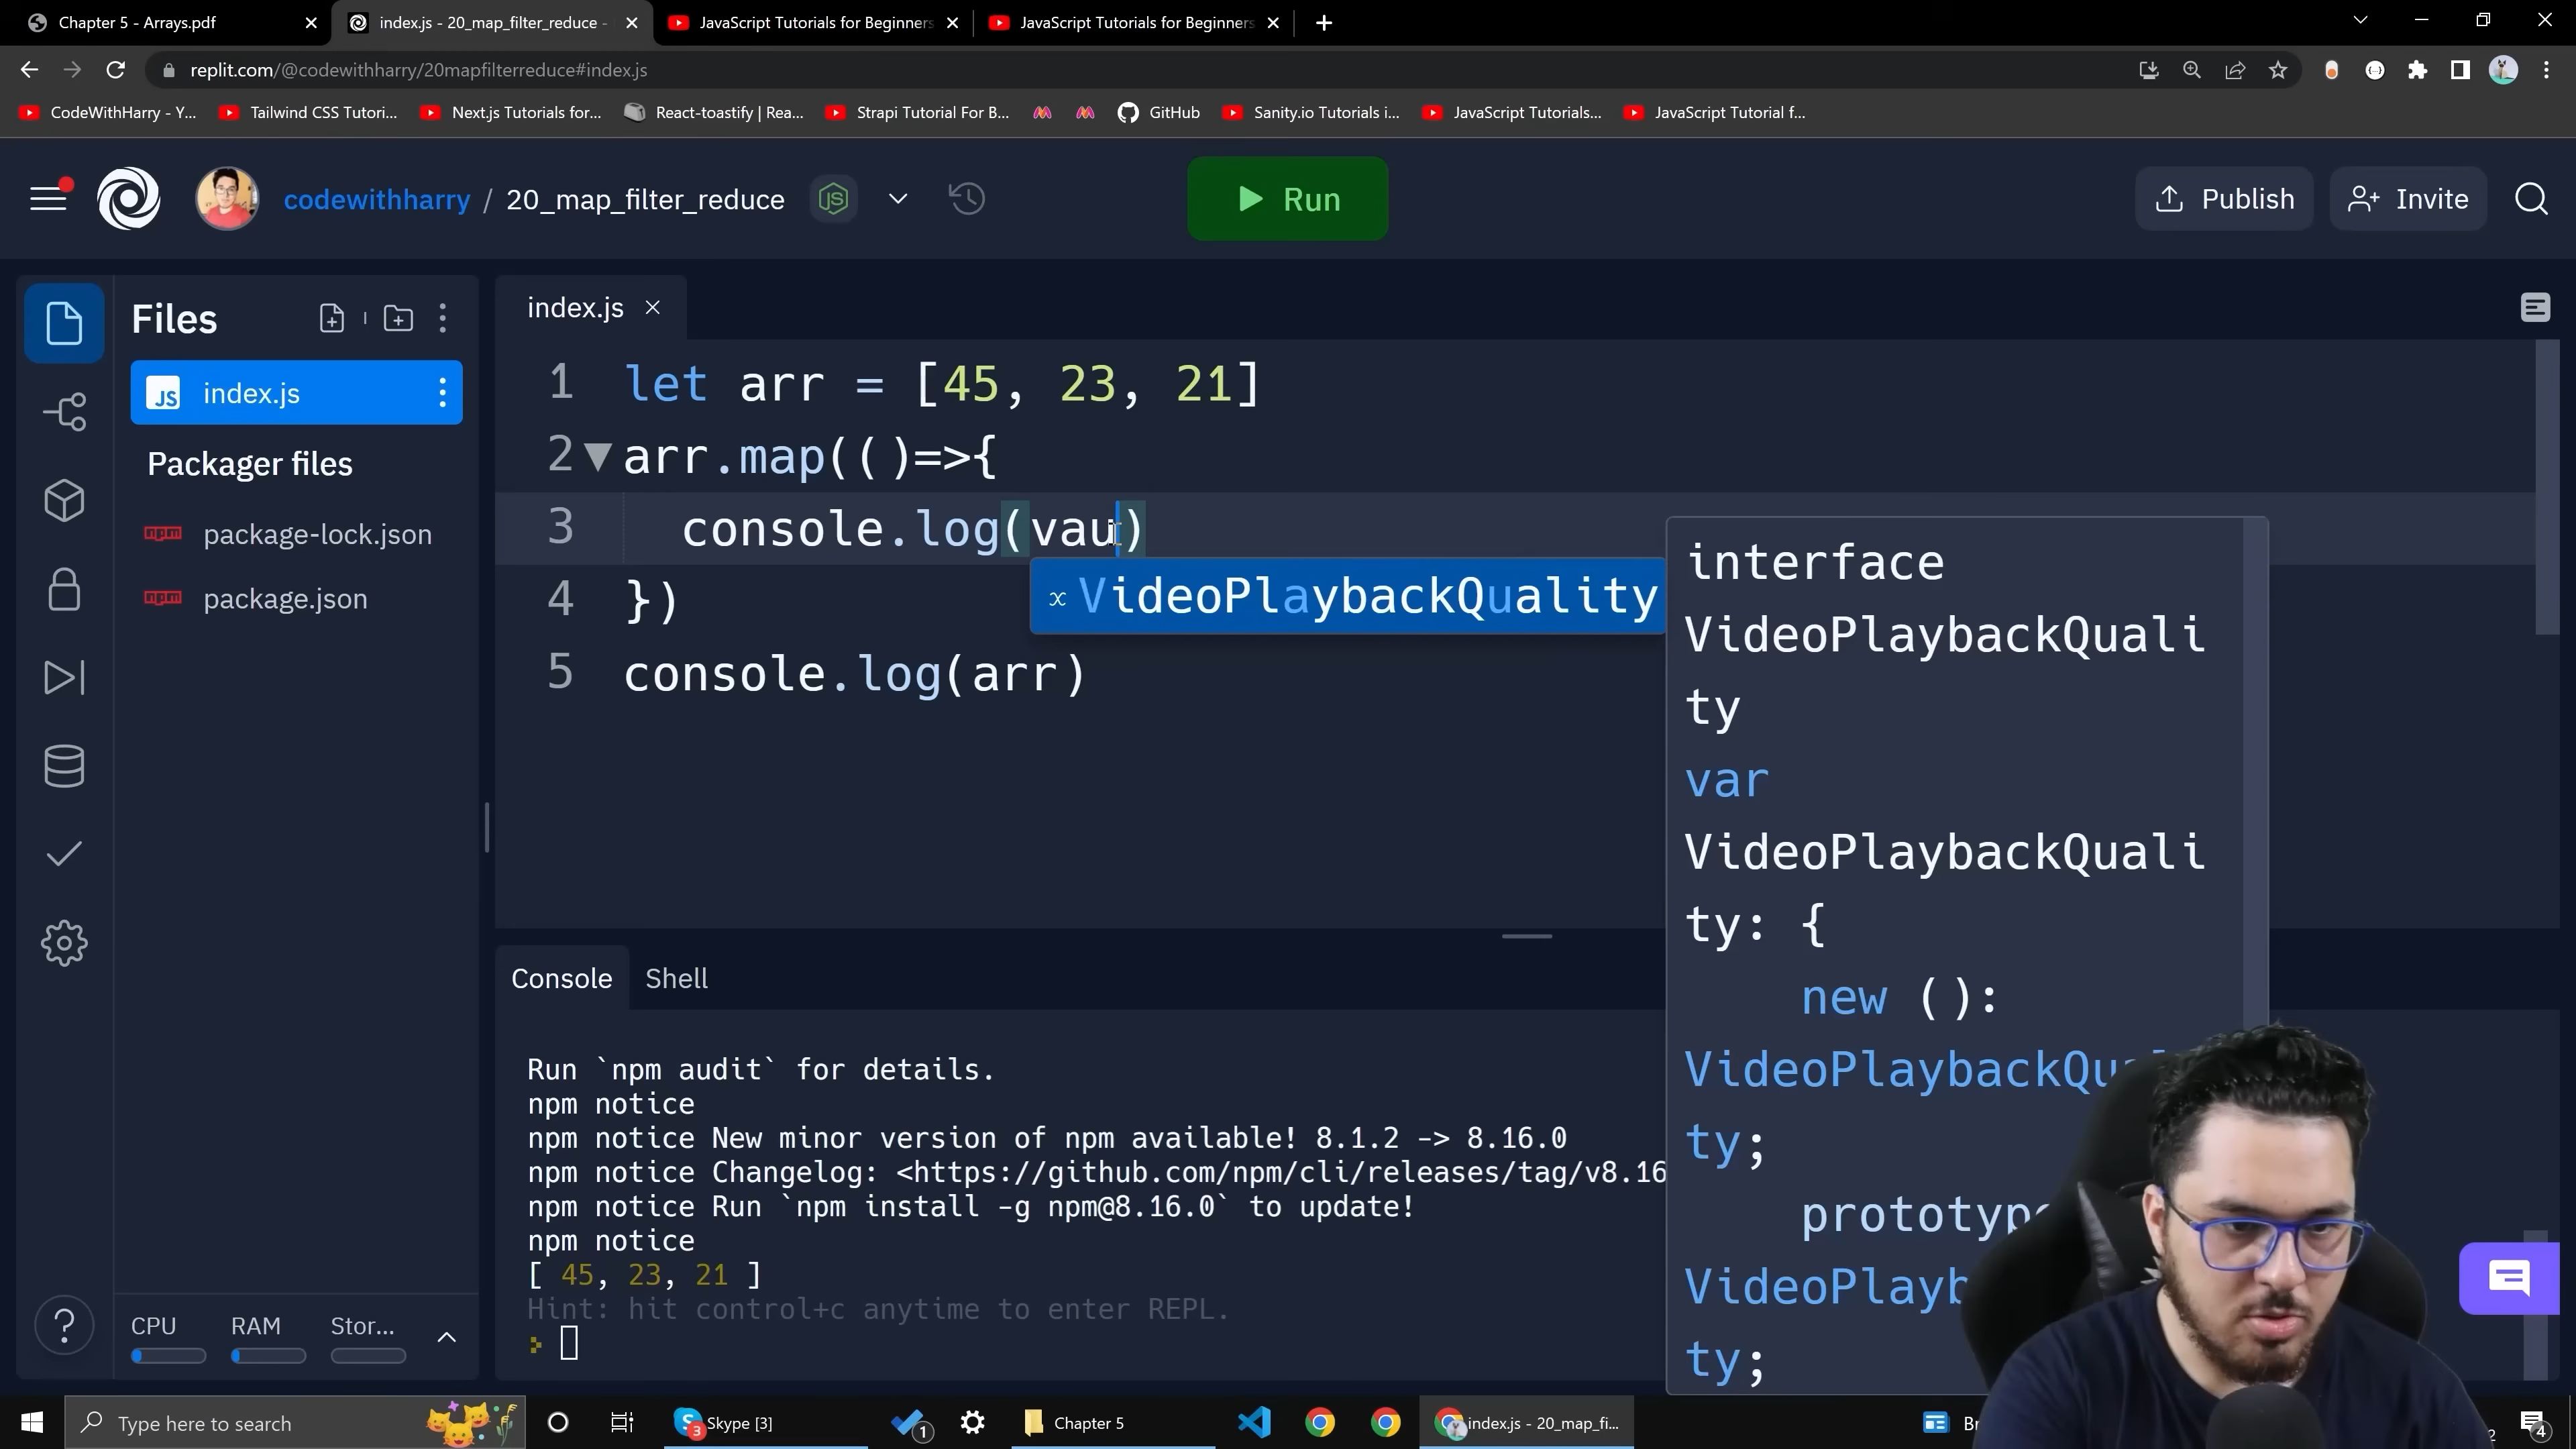 Chapter 5 - Arrays.pdf
index.js - 20_map_filter_reduce -
JavaScript Tutorials for Beginners
JavaScript Tutorials for Beginners
replit.com/@codewithharry/20mapfilterreduce#index.js
CodeWithHarry - Y...
Tailwind CSS Tutori...
Next.js Tutorials for...
React-toastify | Rea...
Strapi Tutorial For B...
GitHub
Sanity.io Tutorials i...
JavaScript Tutorials...
JavaScript Tutorial f...
codewithharry / 20_map_filter_reduce
Run
Publish
Invite
Files
index.js
Packager files
package-lock.json
package.json
CPU
RAM
Stor...
index.js
1 let arr = [45, 23, 21]
2 arr.map(()=>{
3 console.log(vau)
4 })
5 console.log(arr)
VideoPlaybackQuality
interface
VideoPlaybackQuali
ty
var
VideoPlaybackQuali
ty: {
new ():
ty;
ty;
Console
Shell
Run `npm audit` for details.
npm notice
npm notice New minor version of npm available! 8.1.2 -> 8.16.0
npm notice Changelog: <https://github.com/npm/cli/releases/tag/v8.16
npm notice Run `npm install -g npm@8.16.0` to update!
npm notice
[ 45, 23, 21 ]
Hint: hit control+c anytime to enter REPL.
Type here to search
Skype [3]
3
1
Chapter 5
index.js - 20_map_fi...
4